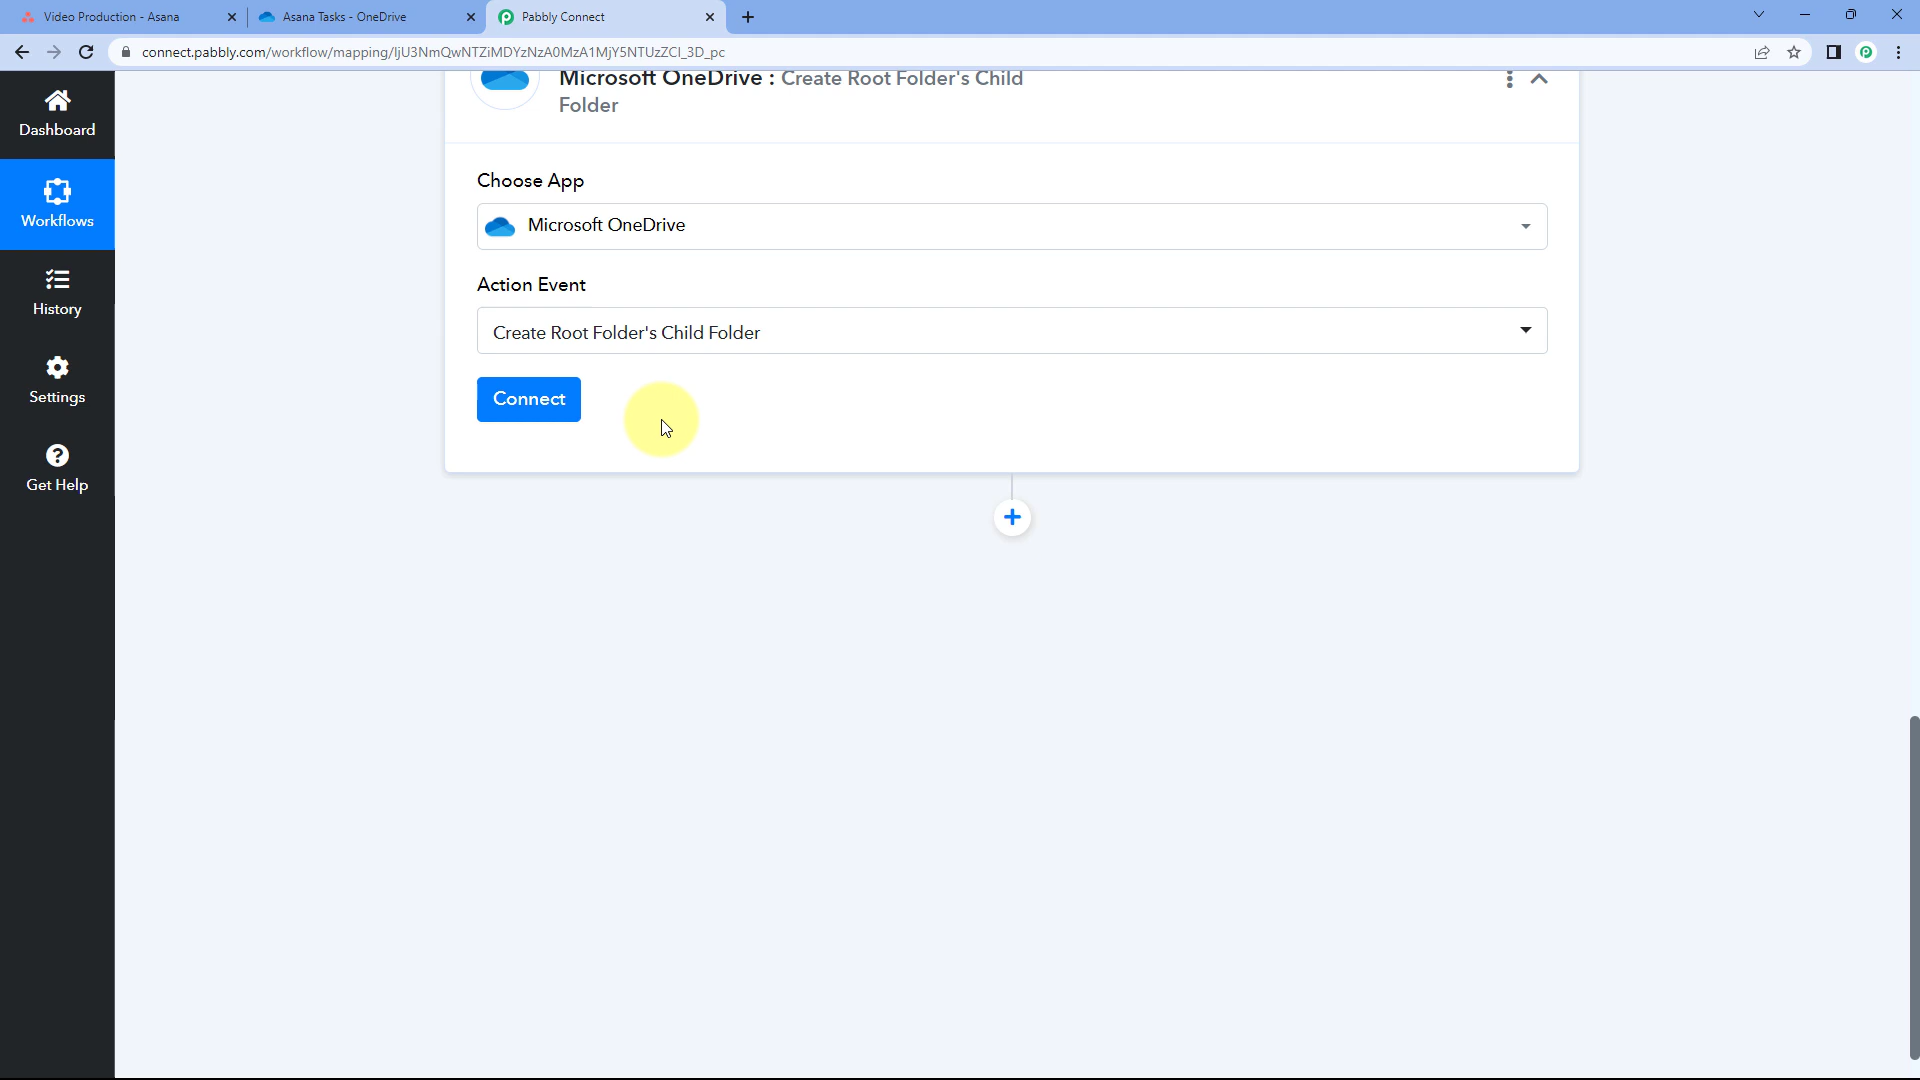 Video Production - Asana
Asana Tasks - OneDrive
Pabbly Connect
connect.pabbly.com/workflow/mapping/IjU3NmQwNTZiMDYzNzA0MzA1MjY5NTUzZCI_3D_pc
Microsoft OneDrive : Create Root Folder's Child
Folder
Dashboard
Workflows
History
Settings
Get Help
Choose App
Microsoft OneDrive
Action Event
Create Root Folder's Child Folder
Connect